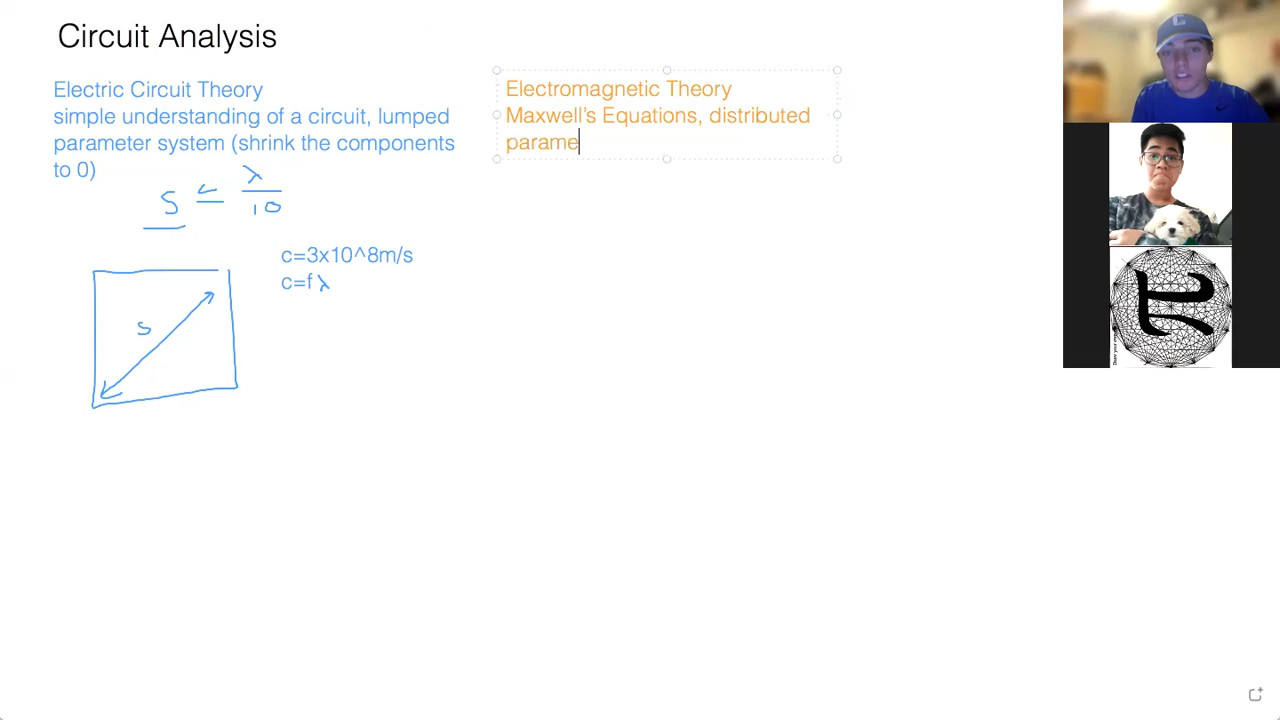 Circuit Analysis
Electric Circuit Theory
simple understanding of a circuit, lumped
parameter system (shrink the components
to 0)
S ≤ λ/10
c=3x10^8m/s
c=fλ
S
Electromagnetic Theory
Maxwell's Equations, distributed
parame
C